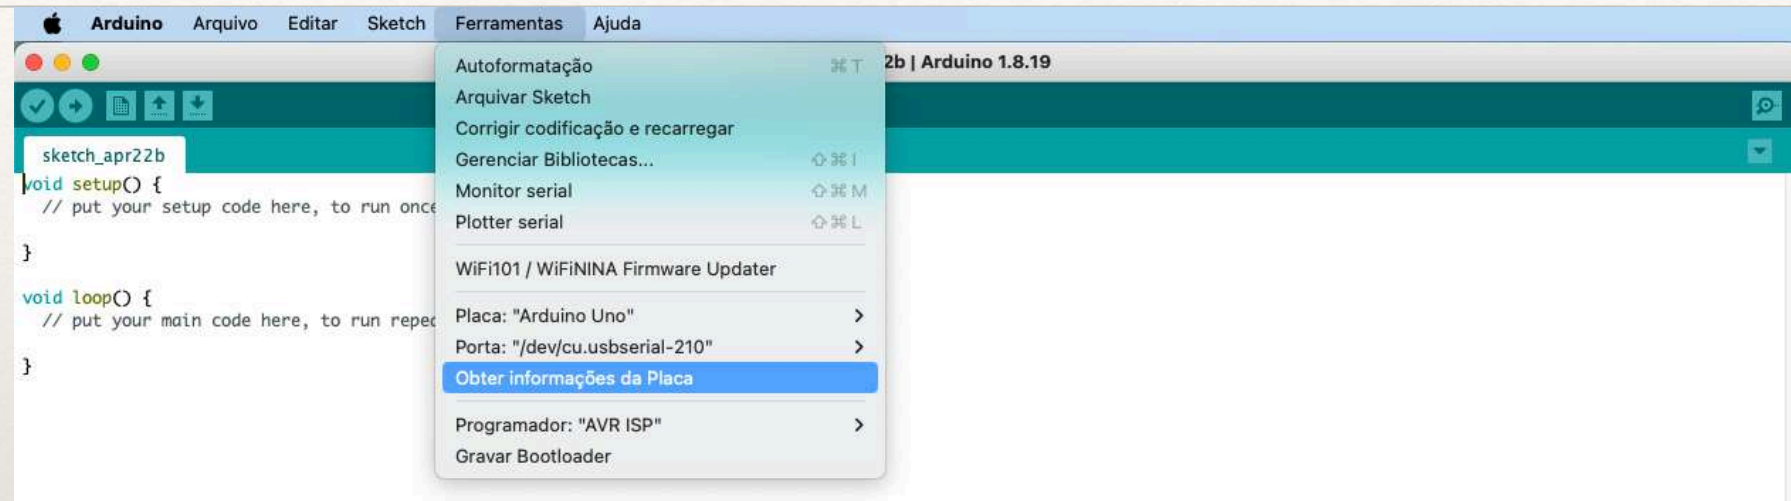 Arduino Arquivo Editar Sketch Ferramentas Ajuda
2b | Arduino 1.8.19
sketch_apr22b
void setup() {
// put your setup code here, to run once
}
void loop() {
// put your main code here, to run repe
}
Autoformatação ⌘ T
Arquivar Sketch
Corrigir codificação e recarregar
Gerenciar Bibliotecas... ⇧ ⌘ I
Monitor serial ⇧ ⌘ M
Plotter serial ⇧ ⌘ L
WiFi101 / WiFiNINA Firmware Updater
Placa: "Arduino Uno"
Porta: "/dev/cu.usbserial-210"
Obter informações da Placa
Programador: "AVR ISP"
Gravar Bootloader